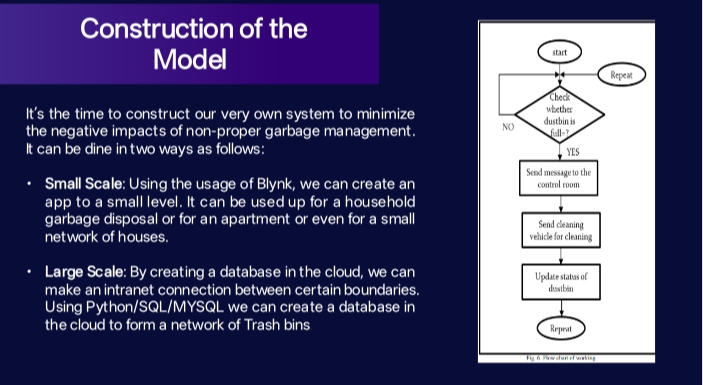 Construction of the
Model
It's the time to construct our very own system to minimize
the negative impacts of non-proper garbage management.
It can be dine in two ways as follows:
• Small Scale: Using the usage of Blynk, we can create an
app to a small level. It can be used up for a household
garbage disposal or for an apartment or even for a small
network of houses.
• Large Scale: By creating a database in the cloud, we can
make an intranet connection between certain boundaries.
Using Python/SQL/MYSQL we can create a database in
the cloud to form a network of Trash bins
start
Repeat
Check
whether
dustbin is
full-?
NO
YES
Send message to the
control room
Send cleaning
vehicle for cleaning
Update status of
dustbin
Repeat
Fig. 6 Flow chart of working